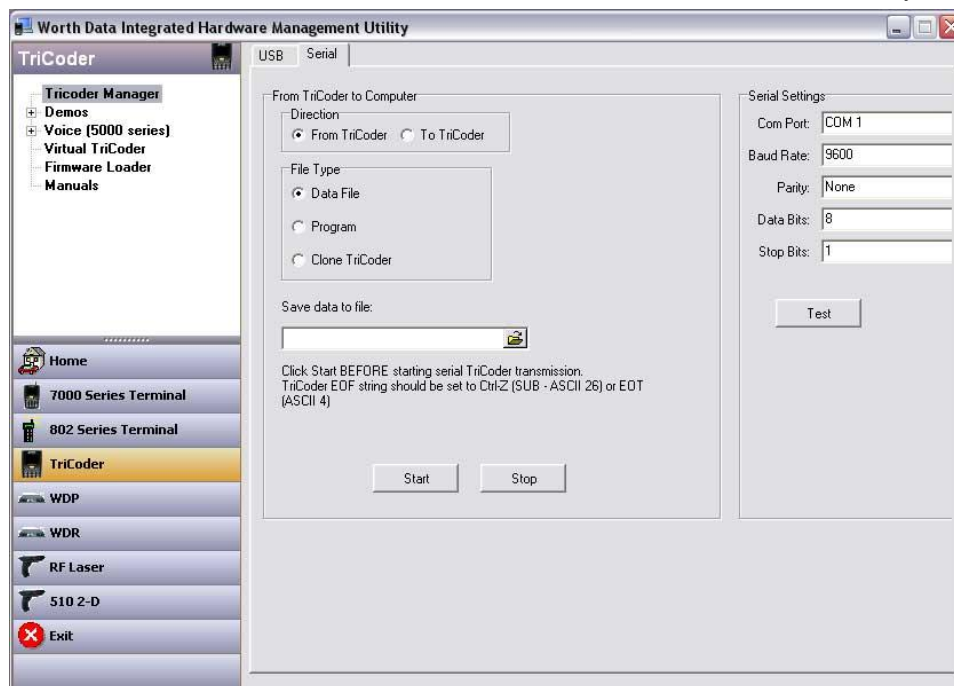 Worth Data Integrated Hardware Management Utility
TriCoder
Tricoder Manager
Demos
Voice (5000 series)
Virtual TriCoder
Firmware Loader
Manuals
Home
7000 Series Terminal
802 Series Terminal
TriCoder
WDP
WDR
RF Laser
510 2-D
Exit
USB Serial
From TriCoder to Computer
Direction
From TriCoder To TriCoder
File Type
Data File
Program
Clone TriCoder
Save data to file:
Click Start BEFORE starting serial TriCoder transmission.
TriCoder EOF string should be set to Ctrl-Z (SUB - ASCII 26) or EOT
(ASCII 4)
Start Stop
Serial Settings
Com Port: COM 1
Baud Rate: 9600
Parity: None
Data Bits: 8
Stop Bits: 1
Test